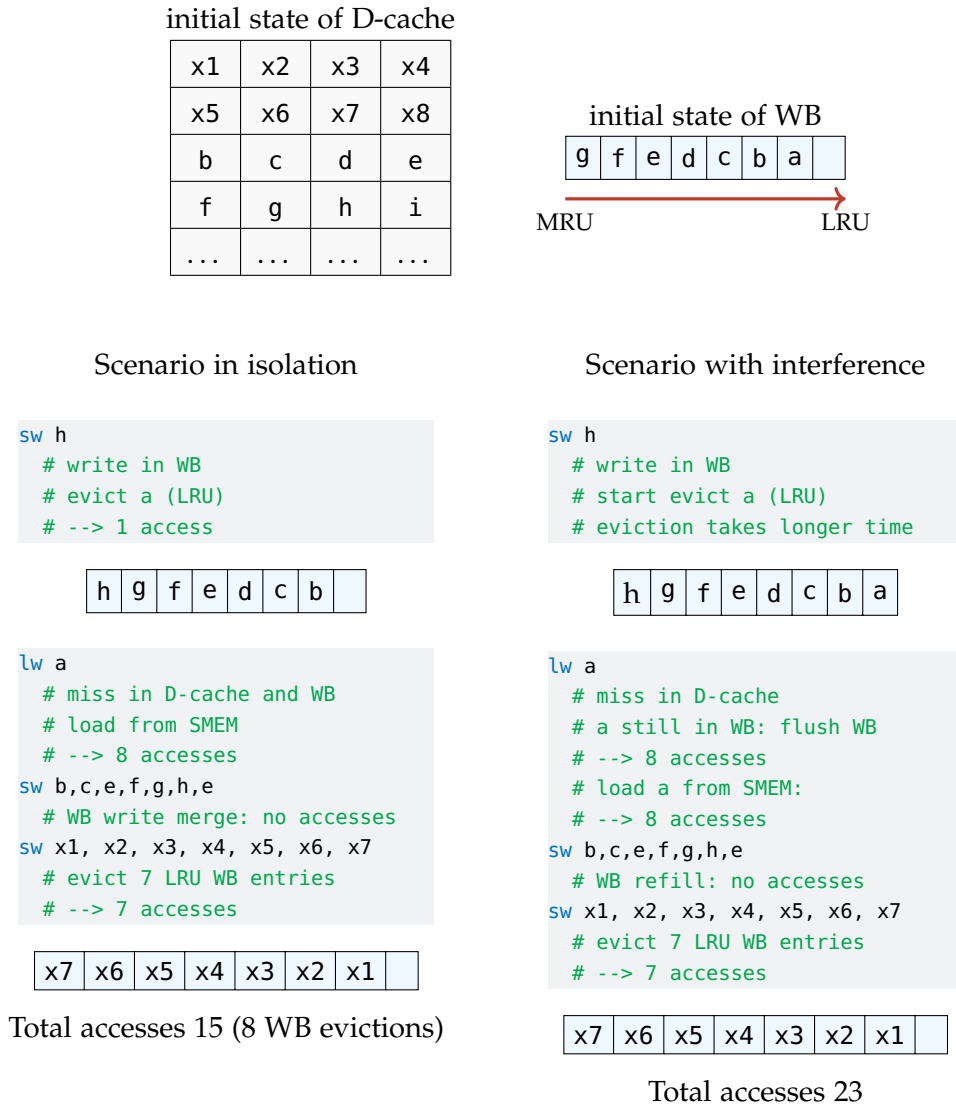 initial state of D-cache
x1 x2 x3 x4
x5 x6 x7 x8
b c d e
f g h i
... ... ... ...
initial state of WB
g f e d c b a
MRU LRU
Scenario in isolation
sw h
# write in WB
# evict a (LRU)
# --> 1 access
h g f e d c b
lw a
# miss in D-cache and WB
# load from SMEM
# --> 8 accesses
sw b,c,e,f,g,h,e
# WB write merge: no accesses
sw x1, x2, x3, x4, x5, x6, x7
# evict 7 LRU WB entries
# --> 7 accesses
x7 x6 x5 x4 x3 x2 x1
Total accesses 15 (8 WB evictions)
Scenario with interference
sw h
# write in WB
# start evict a (LRU)
# eviction takes longer time
h g f e d c b a
lw a
# miss in D-cache
# a still in WB: flush WB
# --> 8 accesses
# load a from SMEM:
# --> 8 accesses
sw b,c,e,f,g,h,e
# WB refill: no accesses
sw x1, x2, x3, x4, x5, x6, x7
# evict 7 LRU WB entries
# --> 7 accesses
x7 x6 x5 x4 x3 x2 x1
Total accesses 23